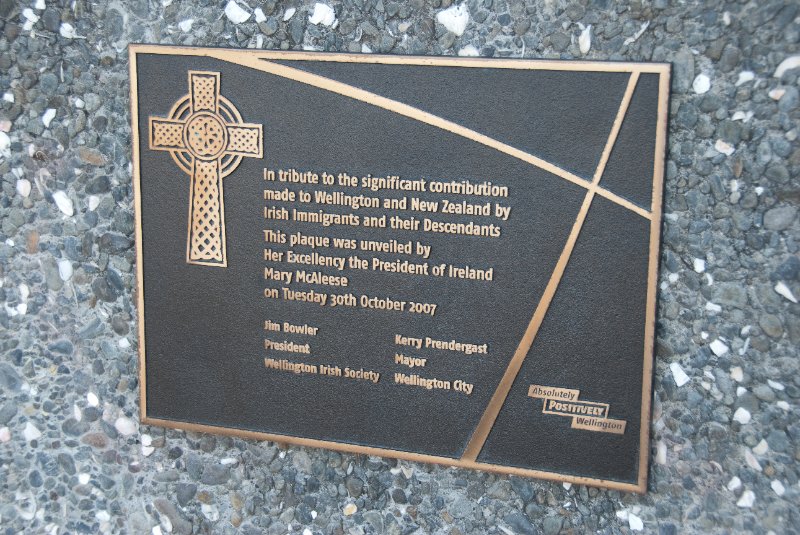 In tribute to the significant contribution
made to Wellington and New Zealand by
Irish Immigrants and their Descendants
This plaque was unveiled by
Her Excellency the President of Ireland
Mary McAleese
on Tuesday 30th October 2007
Jim Bowler
President
Wellington Irish Society
Kerry Prendergast
Mayor
Wellington City
Absolutely
POSITIVELY
Wellington